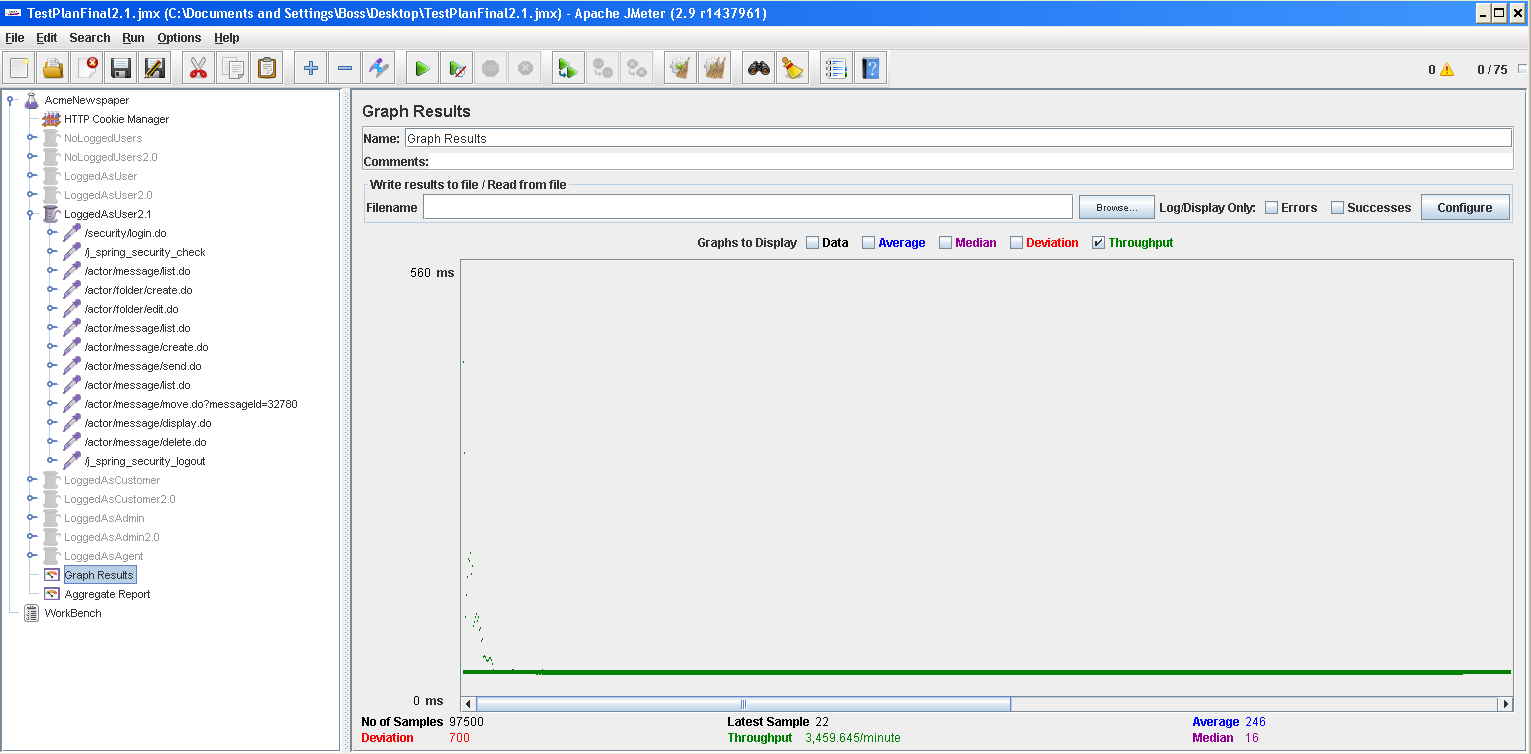 TestPlanFinal2.1.jmx (C:\Documents and Settings\Boss\Desktop\TestPlanFinal2.1.jmx) - Apache JMeter (2.9 r1437961)
File Edit Search Run Options Help
0 0 / 75
AcmeNewspaper
HTTP Cookie Manager
NoLoggedUsers
NoLoggedUsers2.0
LoggedAsUser
LoggedAsUser2.0
LoggedAsUser2.1
/security/login.do
/j_spring_security_check
/actor/message/list.do
/actor/folder/create.do
/actor/folder/edit.do
/actor/message/list.do
/actor/message/create.do
/actor/message/send.do
/actor/message/list.do
/actor/message/move.do?messageId=32780
/actor/message/display.do
/actor/message/delete.do
/j_spring_security_logout
LoggedAsCustomer
LoggedAsCustomer2.0
LoggedAsAdmin
LoggedAsAdmin2.0
LoggedAsAgent
Graph Results
Aggregate Report
WorkBench
Graph Results
Name: Graph Results
Comments:
Write results to file / Read from file
Filename Browse... Log/Display Only: Errors Successes Configure
Graphs to Display Data Average Median Deviation Throughput
560 ms
0 ms
No of Samples 97500 Latest Sample 22 Average 246
Deviation 700 Throughput 3,459.645/minute Median 16